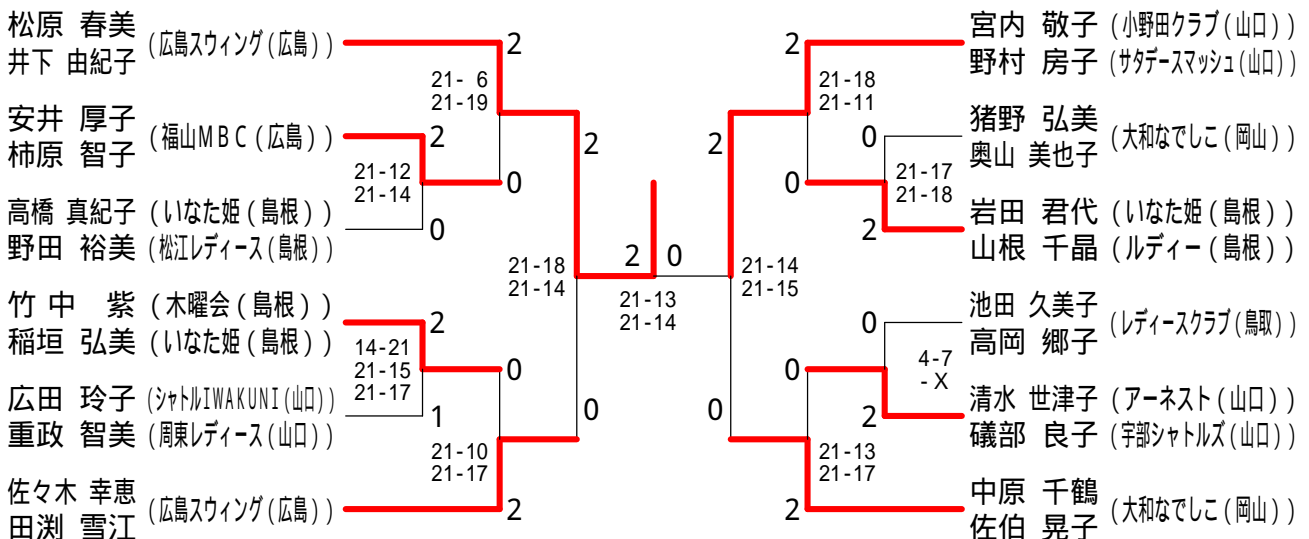 松原 春美
井下 由紀子
(広島スウィング(広島))
安井 厚子
柿原 智子
(福山MBC(広島))
高橋 真紀子 (いなた姫(島根))
野田 裕美 (松江レディース(島根))
竹中 紫 (木曜会(島根))
稲垣 弘美 (いなた姫(島根))
広田 玲子 (シャトルIWAKUNI(山口))
重政 智美 (周東レディース(山口))
佐々木 幸恵
田渕 雪江
(広島スウィング(広島))
2
21- 6
21-19
2
21-12
21-14
0
0
2
14-21
21-15
21-17
1
0
21-10
21-17
2
2
21-18
21-14
0
2 0
21-13
21-14
2
21-14
21-15
0
2
21-18
21-11
0
0
21-17
21-18
2
0
4-7
-X
2
0
21-13
21-17
2
宮内 敬子 (小野田クラブ(山口))
野村 房子 (サタデースマッシュ(山口))
猪野 弘美
奥山 美也子
(大和なでしこ(岡山))
岩田 君代 (いなた姫(島根))
山根 千晶 (ルディー(島根))
池田 久美子
高岡 郷子
(レディースクラブ(鳥取))
清水 世津子 (アーネスト(山口))
礒部 良子 (宇部シャトルズ(山口))
中原 千鶴
佐伯 晃子
(大和なでしこ(岡山))